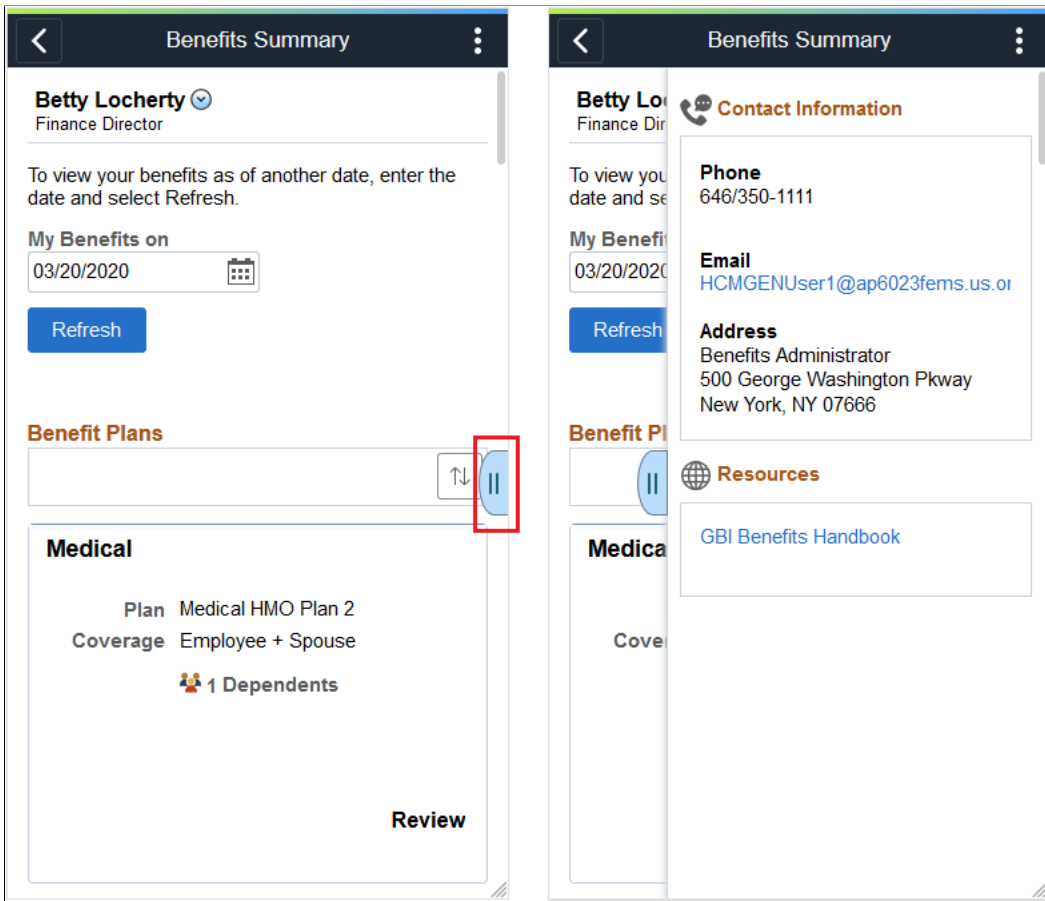 Benefits Summary
Betty Locherty
Finance Director
To view your benefits as of another date, enter the
date and select Refresh.
My Benefits on
03/20/2020
Refresh
Benefit Plans
Medical
Plan Medical HMO Plan 2
Coverage Employee + Spouse
1 Dependents
Review
Benefits Summary
Betty Lo
Finance Dir
To view you
date and se
My Benefi
03/20/2020
Refresh
Benefit Pl
Medica
Cove
Contact Information
Phone
646/350-1111
Email
HCMGENUser1@ap6023fems.us.or
Address
Benefits Administrator
500 George Washington Pkway
New York, NY 07666
Resources
GBI Benefits Handbook